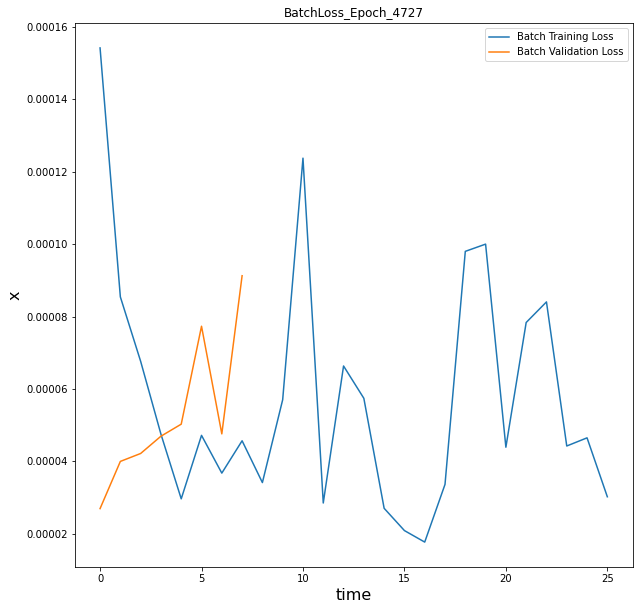 BatchLoss_Epoch_4727
Batch Training Loss
Batch Validation Loss
0.00016
0.00014
0.00012
0.00010
0.00008
0.00006
0.00004
0.00002
x
0 5 10 15 20 25
time